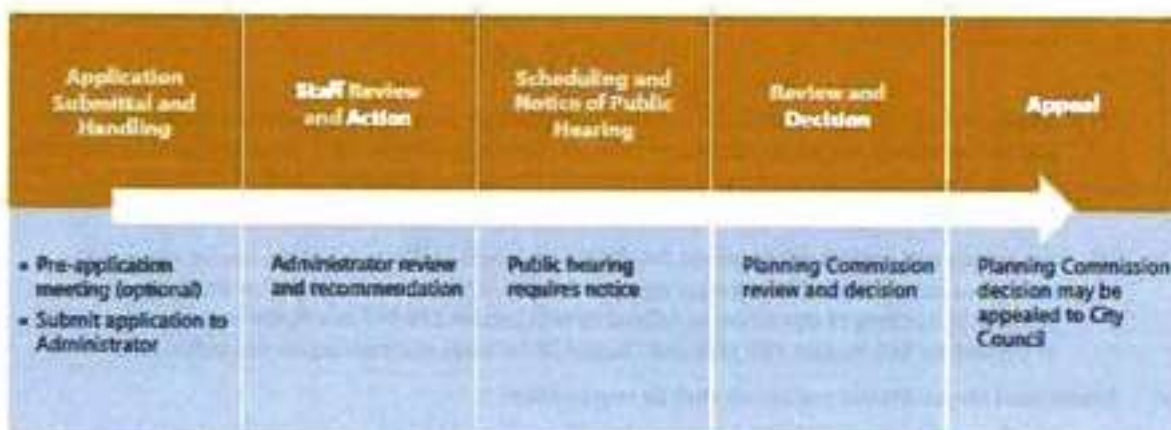 Application
Submittal and
Handling
Staff Review
and Action
Scheduling and
Notice of Public
Hearing
Review and
Decision
Appeal
• Pre-application
meeting (optional)
• Submit application to
Administrator
Administrator review
and recommendation
Public hearing
requires notice
Planning Commission
review and decision
Planning Commission
decision may be
appealed to City
Council